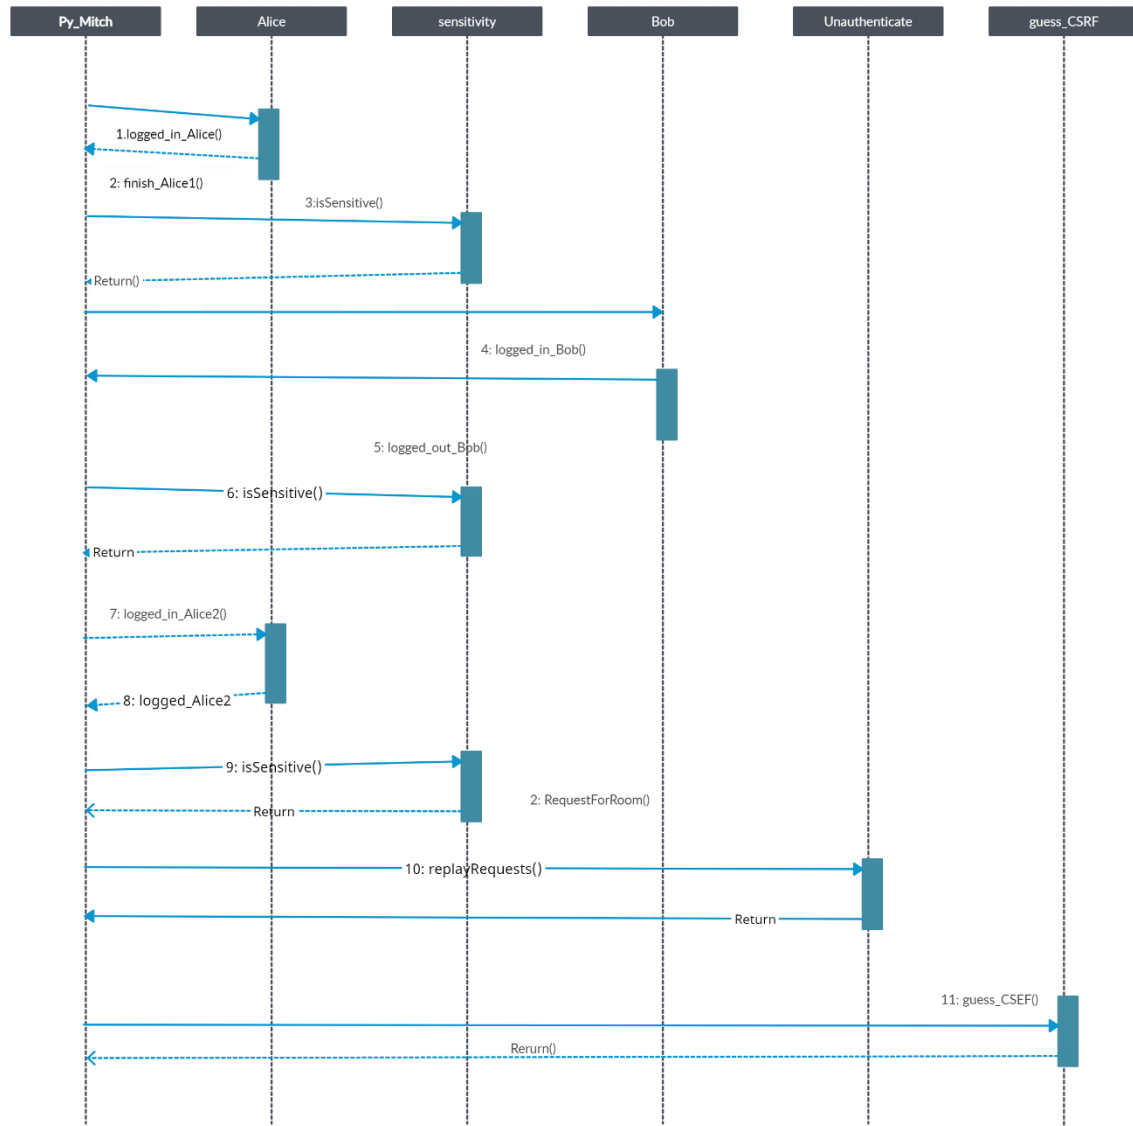 Py_Mitch
Alice
sensitivity
Bob
Unauthenticate
guess_CSRF
1.logged_in_Alice()
2: finish_Alice1()
3:isSensitive()
Return()
4: logged_in_Bob()
5: logged_out_Bob()
6: isSensitive()
Return
7: logged_in_Alice2()
8: logged_Alice2
9: isSensitive()
2: RequestForRoom()
Return
10: replayRequests()
Return
11: guess_CSEF()
Rerurn()